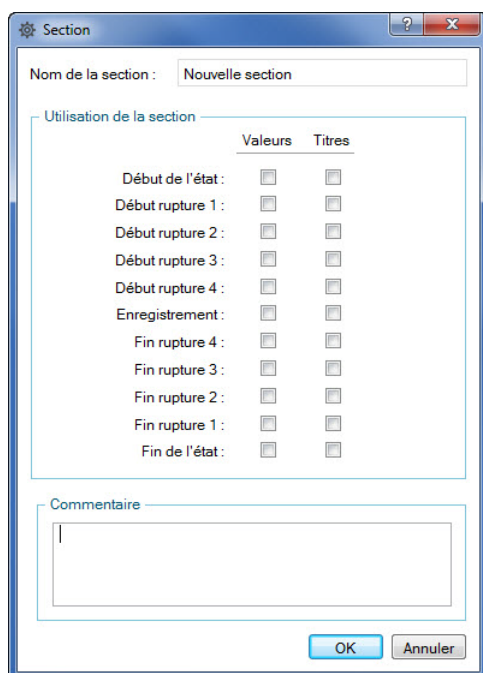 Section
?
X
Nom de la section : Nouvelle section
Utilisation de la section
Valeurs Titres
Début de l'état :
Début rupture 1 :
Début rupture 2 :
Début rupture 3 :
Début rupture 4 :
Enregistrement :
Fin rupture 4 :
Fin rupture 3 :
Fin rupture 2 :
Fin rupture 1 :
Fin de l'état :
Commentaire
OK Annuler